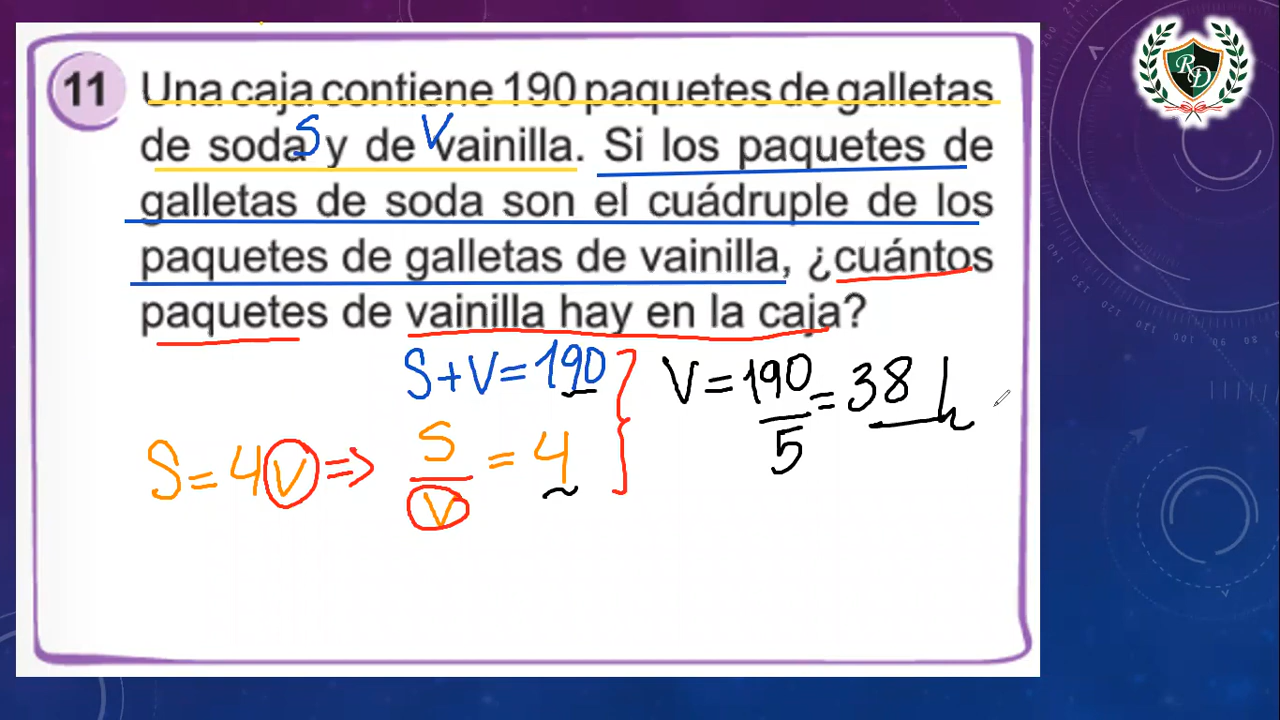 11 Una caja contiene 190 paquetes de galletas
de soda S y de V vainilla. Si los paquetes de
galletas de soda son el cuádruple de los
paquetes de galletas de vainilla, ¿cuántos
paquetes de vainilla hay en la caja?
S+V=190
V=190/5=38
S=4V⇒ S/V=4
RD